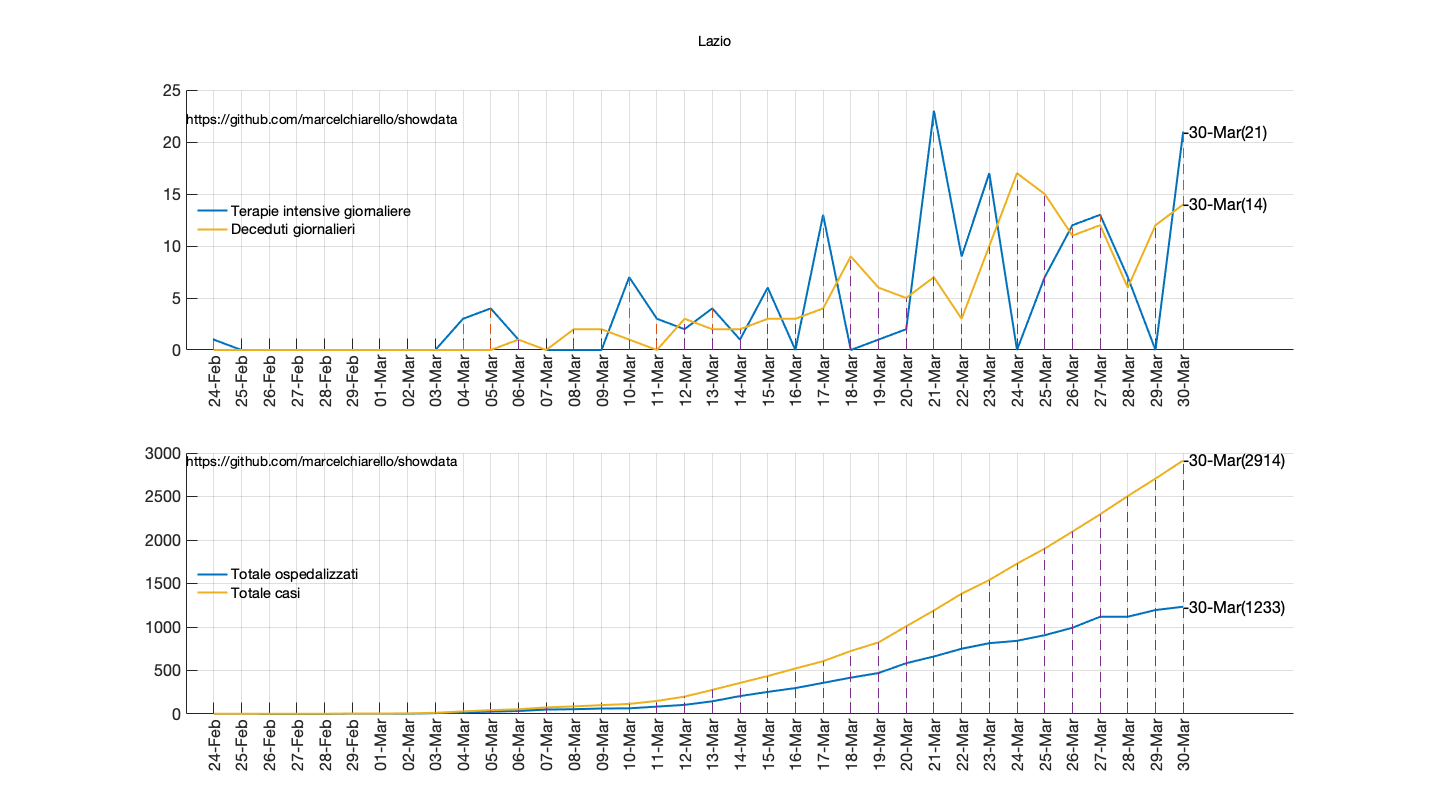 Lazio
25
20
15
10
5
0
https://github.com/marcelchiarello/showdata
Terapie intensive giornaliere
Deceduti giornalieri
30-Mar(21)
30-Mar(14)
24-Feb
25-Feb
26-Feb
27-Feb
28-Feb
29-Feb
01-Mar
02-Mar
03-Mar
04-Mar
05-Mar
06-Mar
07-Mar
08-Mar
09-Mar
10-Mar
11-Mar
12-Mar
13-Mar
14-Mar
15-Mar
16-Mar
17-Mar
18-Mar
19-Mar
20-Mar
21-Mar
22-Mar
23-Mar
24-Mar
25-Mar
26-Mar
27-Mar
28-Mar
29-Mar
30-Mar
3000
2500
2000
1500
1000
500
0
https://github.com/marcelchiarello/showdata
Totale ospedalizzati
Totale casi
30-Mar(2914)
30-Mar(1233)
24-Feb
25-Feb
26-Feb
27-Feb
28-Feb
29-Feb
01-Mar
02-Mar
03-Mar
04-Mar
05-Mar
06-Mar
07-Mar
08-Mar
09-Mar
10-Mar
11-Mar
12-Mar
13-Mar
14-Mar
15-Mar
16-Mar
17-Mar
18-Mar
19-Mar
20-Mar
21-Mar
22-Mar
23-Mar
24-Mar
25-Mar
26-Mar
27-Mar
28-Mar
29-Mar
30-Mar